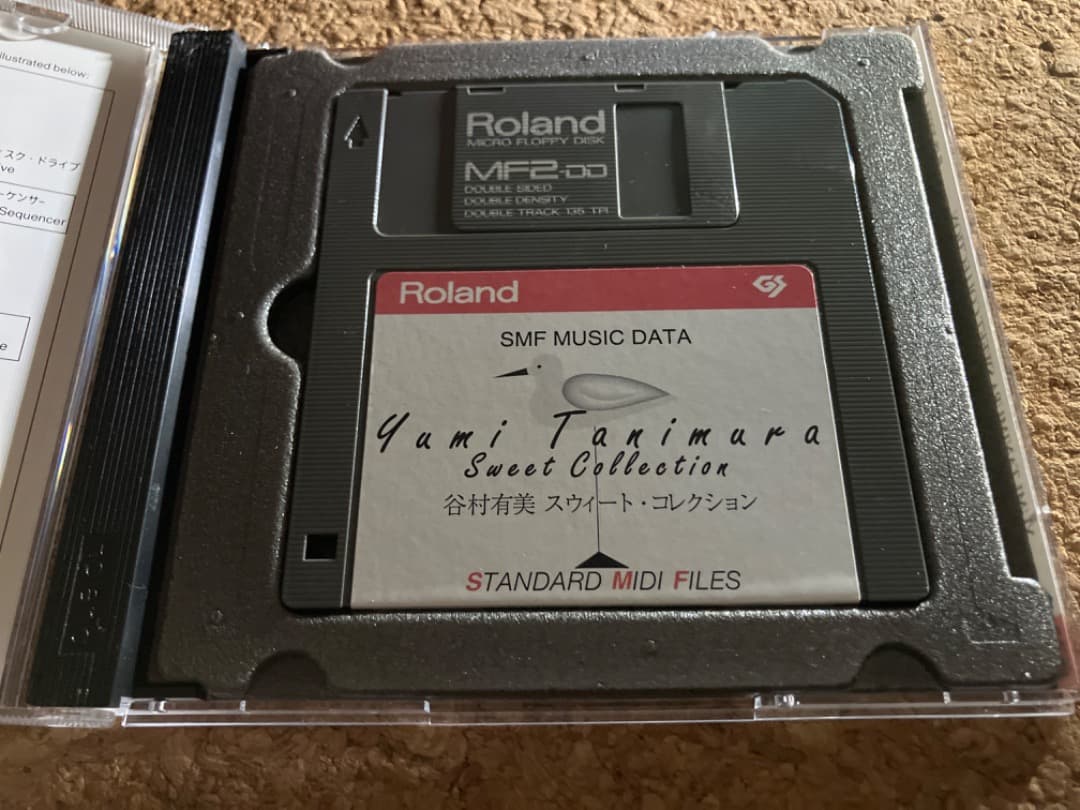 illustrated below:
スク・ドライブ
ve
ーケンサー
Sequencer
e
Roland
MICRO FLOPPY DISK
MF2-DD
DOUBLE SIDED
DOUBLE DENSITY
DOUBLE TRACK 135 TPI
Roland
GS
SMF MUSIC DATA
Yumi Tanimura
Sweet Collection
谷村有美 スウィート・コレクション
STANDARD MIDI FILES